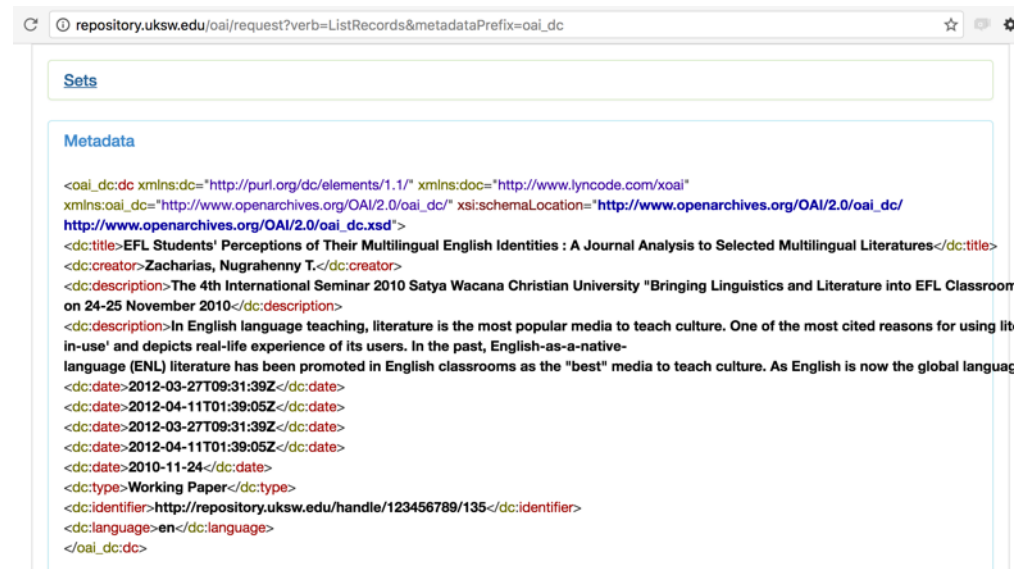 repository.uksw.edu/oai/request?verb=ListRecords&metadataPrefix=oai_dc
Sets
Metadata
<oai_dc:dc xmlns:dc="http://purl.org/dc/elements/1.1/" xmlns:doc="http://www.lyncode.com/xoai"
xmlns:oai_dc="http://www.openarchives.org/OAI/2.0/oai_dc/" xsi:schemaLocation="http://www.openarchives.org/OAI/2.0/oai_dc/
http://www.openarchives.org/OAI/2.0/oai_dc.xsd">
<dc:title>EFL Students' Perceptions of Their Multilingual English Identities : A Journal Analysis to Selected Multilingual Literatures</dc:title>
<dc:creator>Zacharias, Nugrahenny T.</dc:creator>
<dc:description>The 4th International Seminar 2010 Satya Wacana Christian University "Bringing Linguistics and Literature into EFL Classroom
on 24-25 November 2010</dc:description>
<dc:description>In English language teaching, literature is the most popular media to teach culture. One of the most cited reasons for using
in-use' and depicts real-life experience of its users. In the past, English-as-a-native-
language (ENL) literature has been promoted in English classrooms as the "best" media to teach culture. As English is now the global
<dc:date>2012-03-27T09:31:39Z</dc:date>
<dc:date>2012-04-11T01:39:05Z</dc:date>
<dc:date>2012-03-27T09:31:39Z</dc:date>
<dc:date>2012-04-11T01:39:05Z</dc:date>
<dc:date>2010-11-24</dc:date>
<dc:type>Working Paper</dc:type>
<dc:identifier>http://repository.uksw.edu/handle/123456789/135</dc:identifier>
<dc:language>en</dc:language>
</oai_dc:dc>